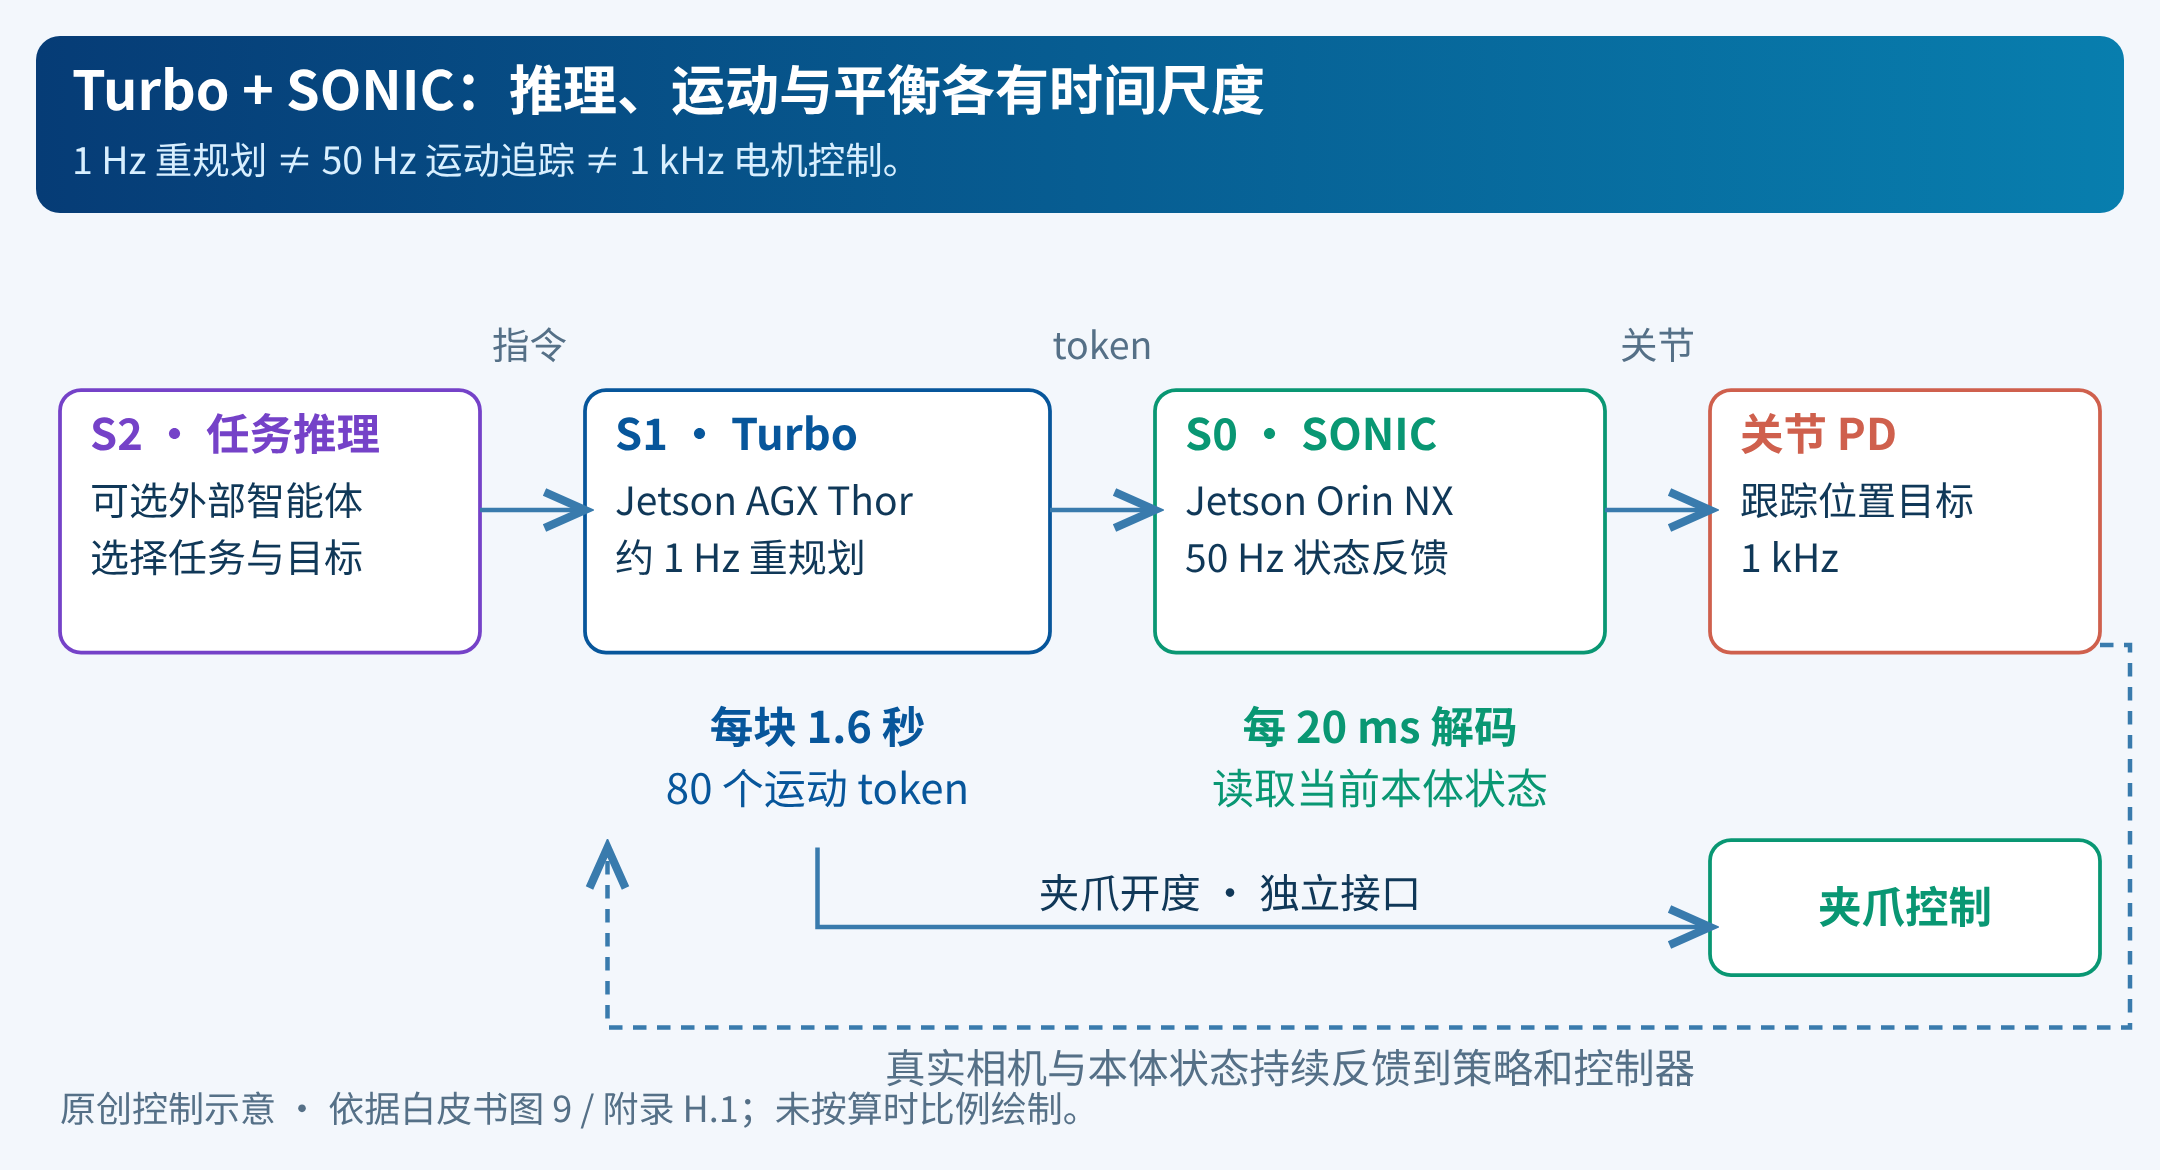 Turbo + SONIC：推理、运动与平衡各有时间尺度
1 Hz 重规划 ≠ 50 Hz 运动追踪 ≠ 1 kHz 电机控制。
指令
token
关节
S2 · 任务推理
可选外部智能体
选择任务与目标
S1 · Turbo
Jetson AGX Thor
约 1 Hz 重规划
S0 · SONIC
Jetson Orin NX
50 Hz 状态反馈
关节 PD
跟踪位置目标
1 kHz
每块 1.6 秒
80 个运动 token
每 20 ms 解码
读取当前本体状态
夹爪开度 · 独立接口
夹爪控制
真实相机与本体状态持续反馈到策略和控制器
原创控制示意 · 依据白皮书图 9 / 附录 H.1；未按算时比例绘制。